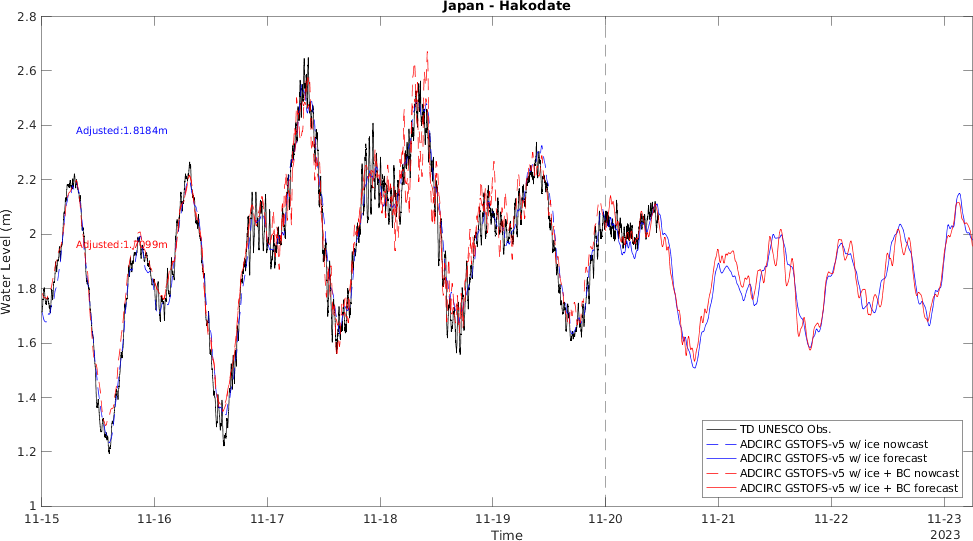 Japan - Hakodate
2.8
2.6
2.4
2.2
2
1.8
1.6
1.4
1.2
1
Water Level (m)
Adjusted:1.8184m
TD UNESCO Obs.
ADCIRC GSTOFS-v5 w/ ice nowcast
ADCIRC GSTOFS-v5 w/ ice forecast
ADCIRC GSTOFS-v5 w/ ice + BC nowcast
ADCIRC GSTOFS-v5 w/ ice + BC forecast
11-15
11-16
11-17
11-18
11-19
11-20
11-21
11-22
11-23
Time
2023